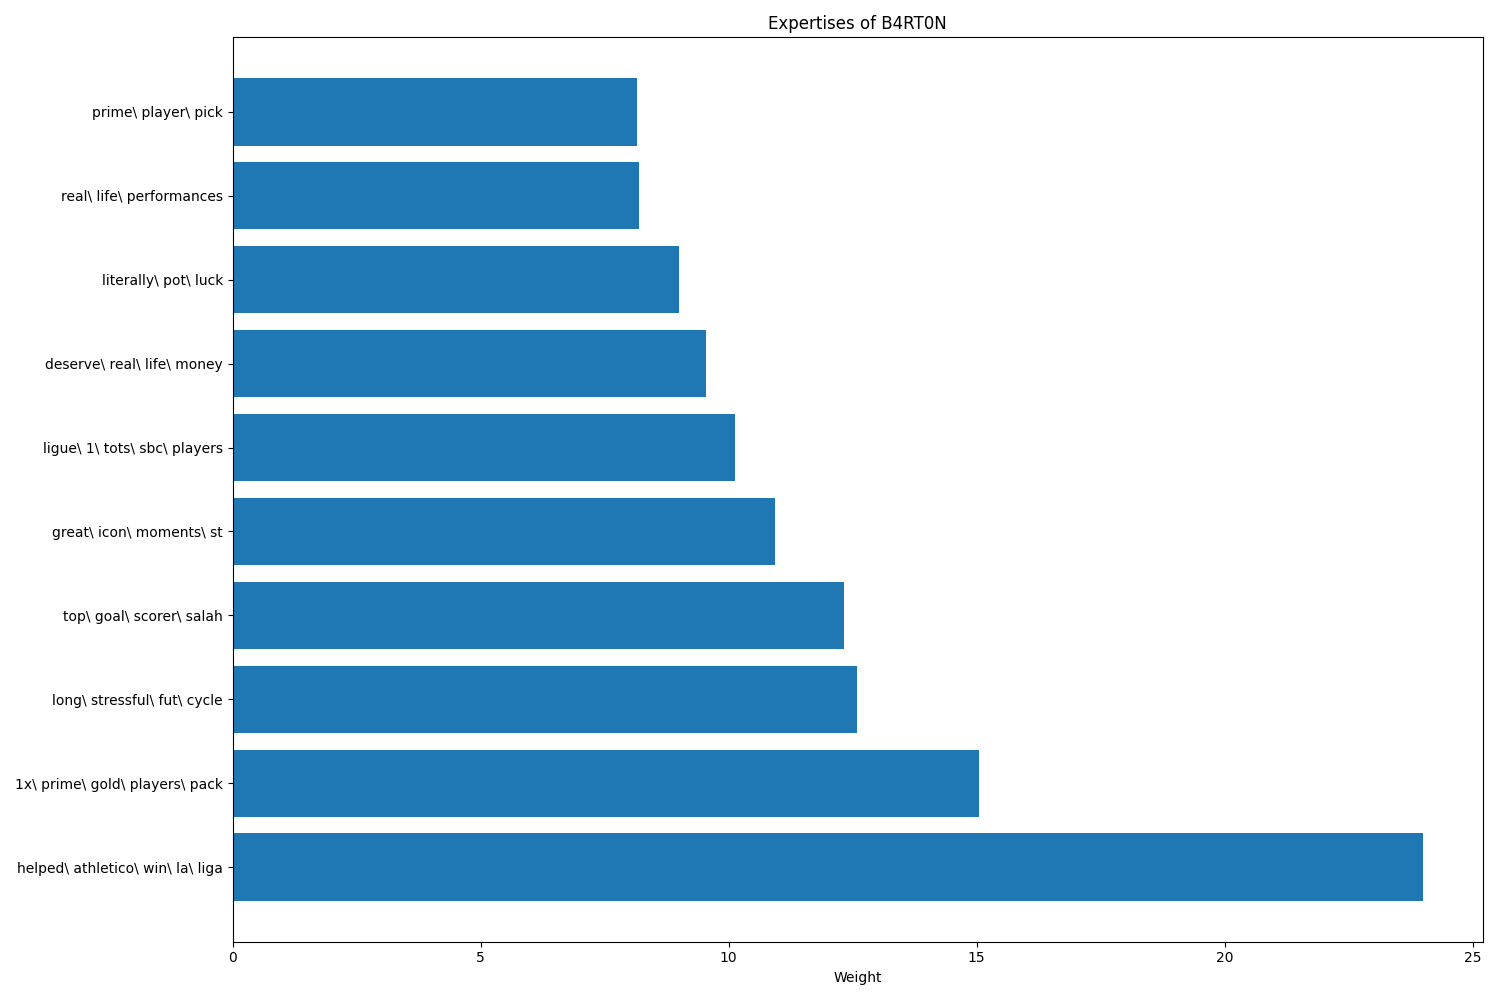 Expertises of B4RT0N
prime\ player\ pick
real\ life\ performances
literally\ pot\ luck
deserve\ real\ life\ money
ligue\ 1\ tots\ sbc\ players
great\ icon\ moments\ st
top\ goal\ scorer\ salah
long\ stressful\ fut\ cycle
1x\ prime\ gold\ players\ pack
helped\ athletico\ win\ la\ liga
0 5 10 15 20 25
Weight